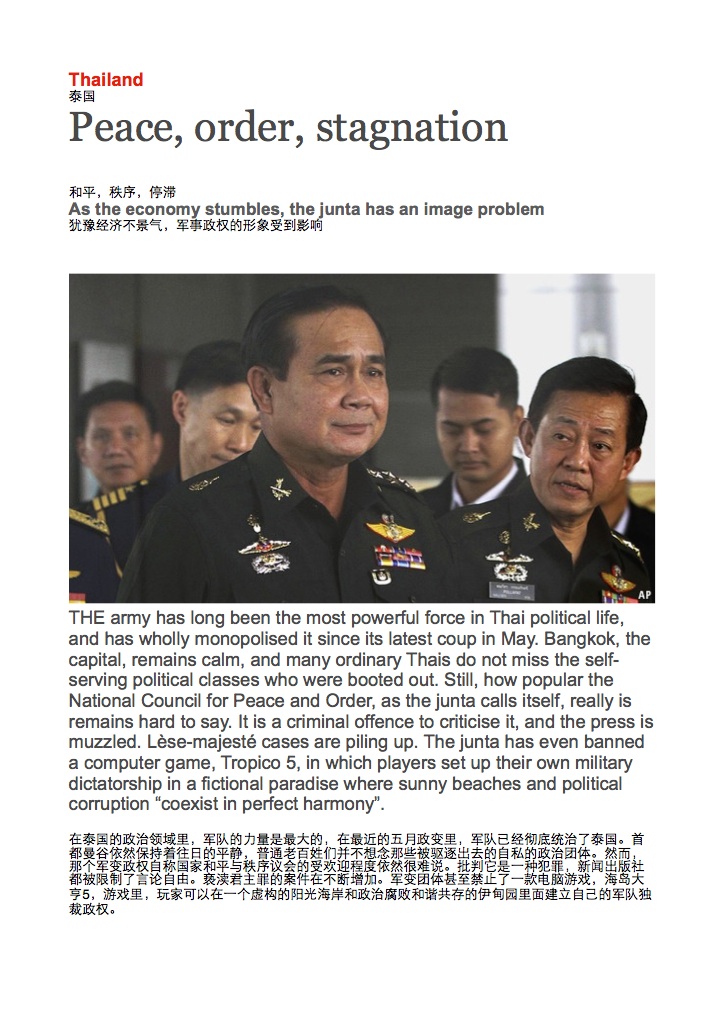 Thailand
泰国
Peace, order, stagnation
和平，秩序，停滞
As the economy stumbles, the junta has an image problem
犹豫经济不景气，军事政权的形象受到影响
AP
THE army has long been the most powerful force in Thai political life,
and has wholly monopolised it since its latest coup in May. Bangkok, the
capital, remains calm, and many ordinary Thais do not miss the self-
serving political classes who were booted out. Still, how popular the
National Council for Peace and Order, as the junta calls itself, really is
remains hard to say. It is a criminal offence to criticise it, and the press is
muzzled. Lèse-majesté cases are piling up. The junta has even banned
a computer game, Tropico 5, in which players set up their own military
dictatorship in a fictional paradise where sunny beaches and political
corruption “coexist in perfect harmony”.
在泰国的政治领域里，军队的力量是最大的，在最近的五月政变里，军队已经彻底统治了泰国。首
都曼谷依然保持着往日的平静，普通老百姓们并不想念那些被驱逐出去的自私的政治团体。然而，
那个军变政权自称国家和平与秩序议会的受欢迎程度依然很难说。批判它是一种犯罪，新闻出版社
都被限制了言论自由。亵渎君主罪的案件在不断增加。军变团体甚至禁止了一款电脑游戏，海岛大
亨5，游戏里，玩家可以在一个虚构的阳光海岸和政治腐败和谐共存的伊甸园里面建立自己的军队独
裁政权。